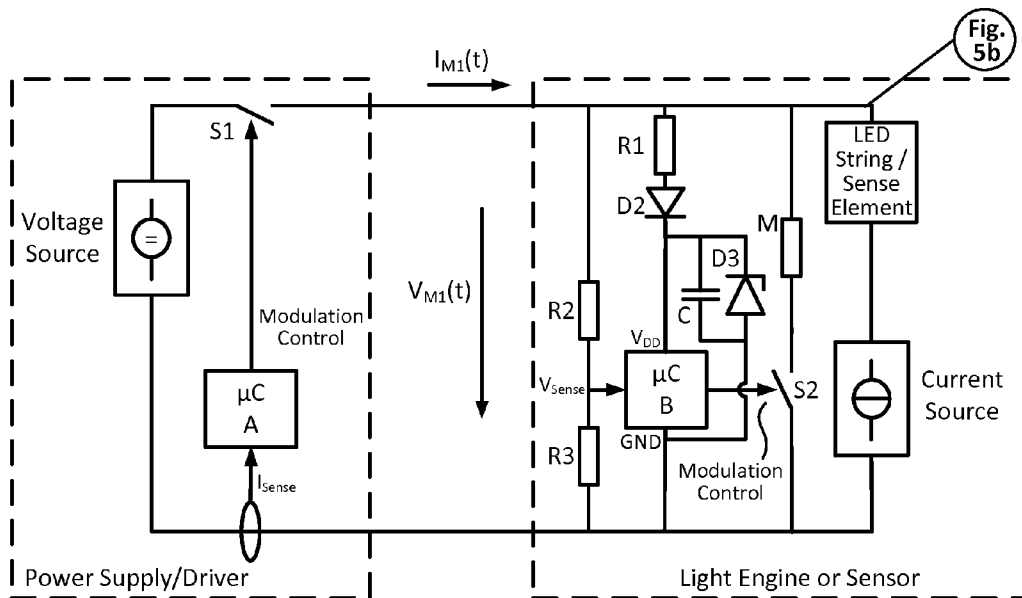 Fig.
5b
I_M1(t)
S1
R1
LED
String /
Sense
Element
D2
M
Voltage
Source
=
D3
V_M1(t)
R2
C
Modulation
Control
V_DD
V_Sense
µC
B
S2
Current
Source
µC
A
GND
R3
I_Sense
Modulation
Control
Power Supply/Driver
Light Engine or Sensor